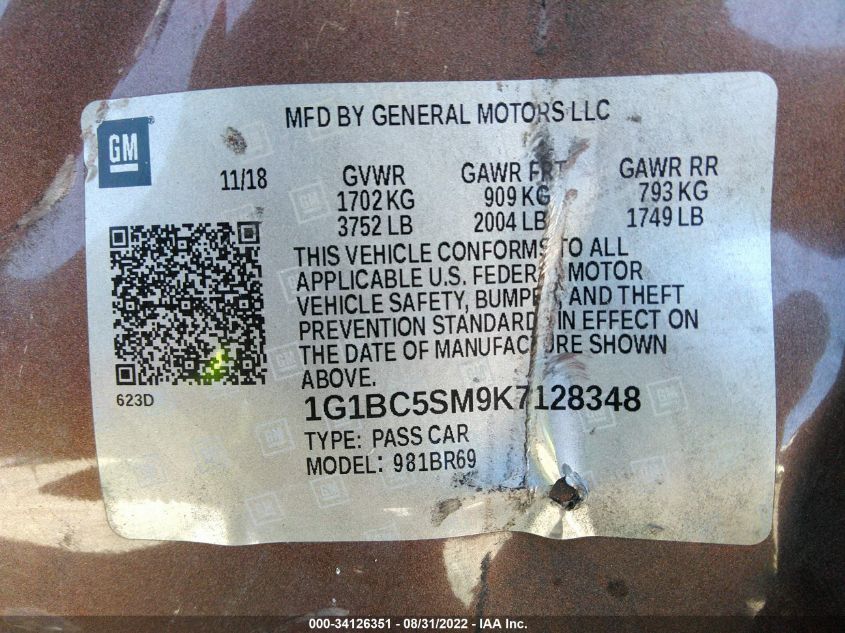 MFD BY GENERAL MOTORS LLC
GM
11/18
GVWR
1702 KG
3752 LB
GAWR FRT
909 KG
2004 LB
GAWR RR
793 KG
1749 LB
THIS VEHICLE CONFORMS TO ALL
APPLICABLE U.S. FEDERAL MOTOR
VEHICLE SAFETY, BUMPER, AND THEFT
PREVENTION STANDARDS IN EFFECT ON
THE DATE OF MANUFACTURE SHOWN
ABOVE.
623D
1G1BC5SM9K7128348
TYPE: PASS CAR
MODEL: 981BR69
000-34126351 - 08/31/2022 - IAA Inc.